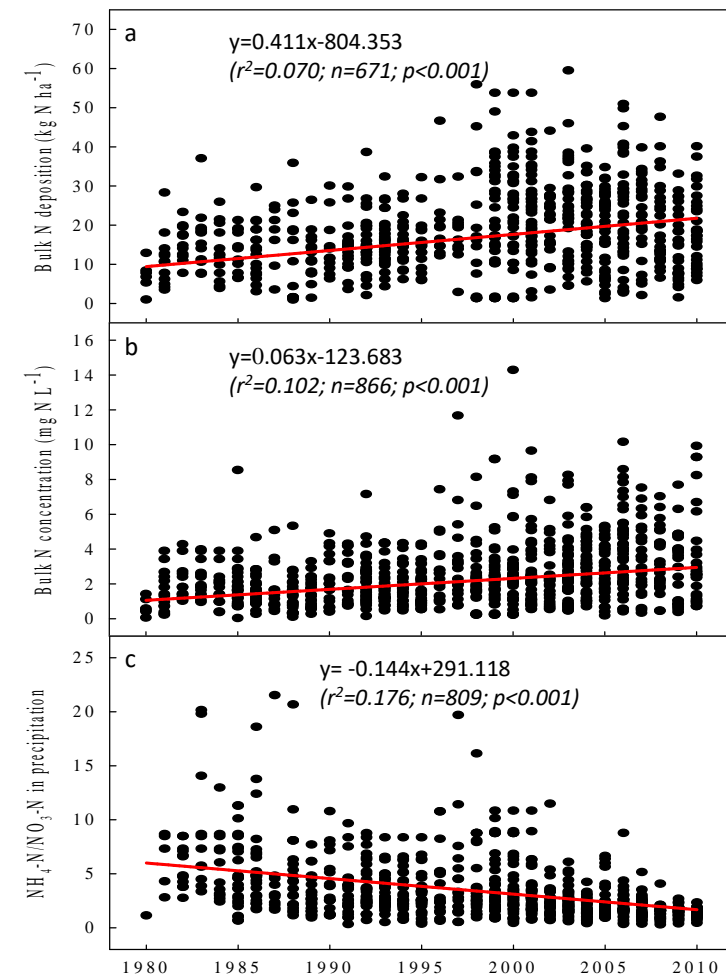 a
y=0.411x-804.353
(r²=0.070; n=671; p<0.001)
Bulk N deposition (kg N ha⁻¹)
70
60
50
40
30
20
10
0
b
y=0.063x-123.683
(r²=0.102; n=866; p<0.001)
Bulk N concentration (mg N L⁻¹)
16
14
12
10
8
6
4
2
0
c
y= -0.144x+291.118
(r²=0.176; n=809; p<0.001)
NH₄-N/NO₃-N in precipitation
25
20
15
10
5
0
1980 1985 1990 1995 2000 2005 2010